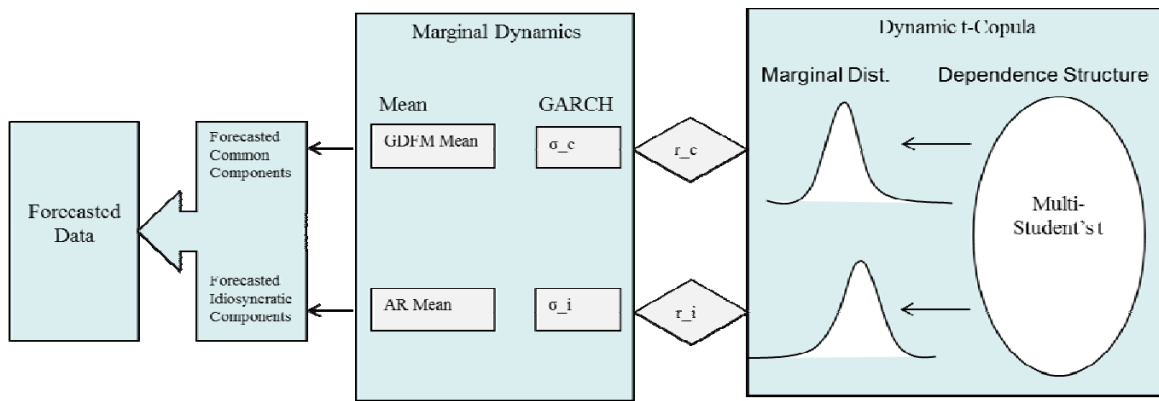 Forecasted
Data
Forecasted
Common
Components
Forecasted
Idiosyncratic
Components
Marginal Dynamics
Mean
GARCH
GDFM Mean
σ_c
AR Mean
σ_i
r_c
r_i
Dynamic t-Copula
Marginal Dist.
Dependence Structure
Multi-
Student's t